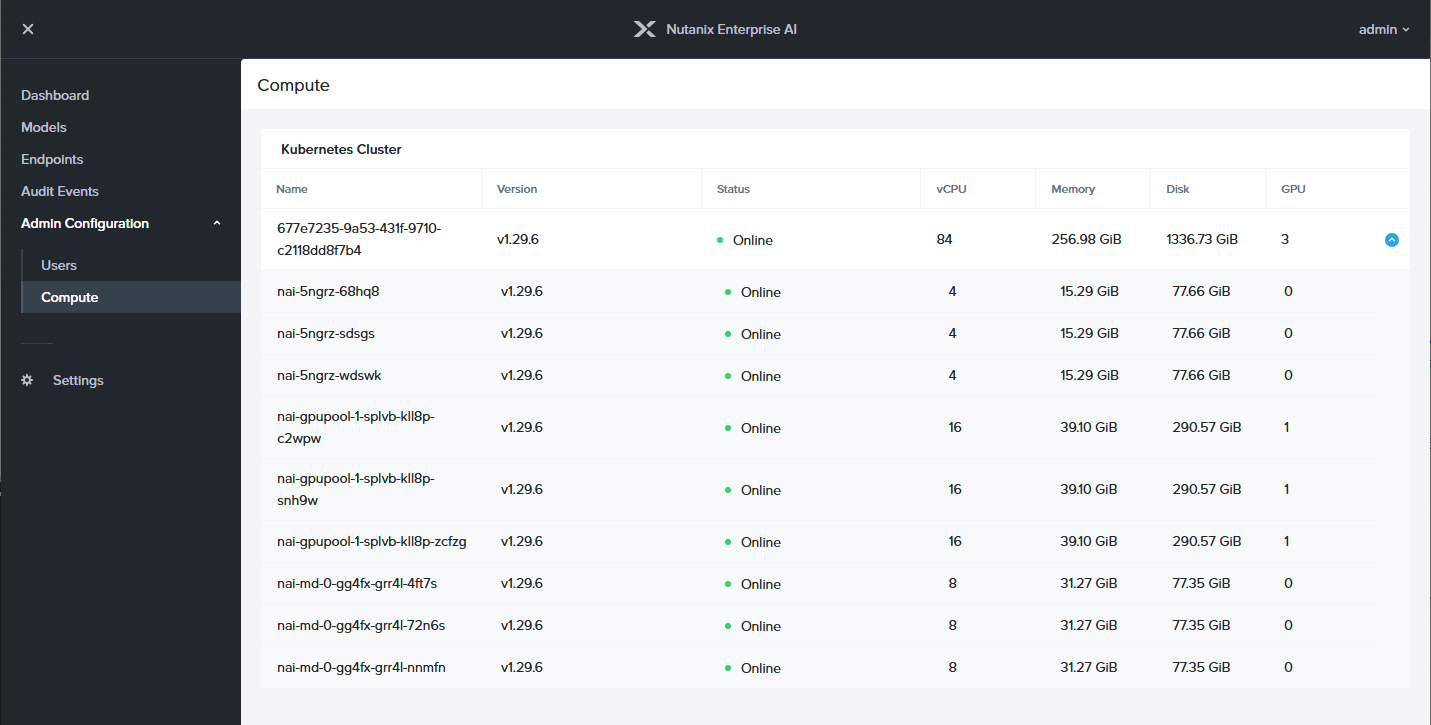 Nutanix Enterprise AI
admin
Dashboard
Models
Endpoints
Audit Events
Admin Configuration
Users
Compute
Settings
Compute
Kubernetes Cluster
Name Version Status vCPU Memory Disk GPU
677e7235-9a53-431f-9710-
c2118dd8f7b4 v1.29.6 Online 84 256.98 GiB 1336.73 GiB 3
nai-5ngrz-68hq8 v1.29.6 Online 4 15.29 GiB 77.66 GiB 0
nai-5ngrz-sdsgs v1.29.6 Online 4 15.29 GiB 77.66 GiB 0
nai-5ngrz-wdswk v1.29.6 Online 4 15.29 GiB 77.66 GiB 0
nai-gpupool-1-splvb-kll8p-
c2wpw v1.29.6 Online 16 39.10 GiB 290.57 GiB 1
nai-gpupool-1-splvb-kll8p-
snh9w v1.29.6 Online 16 39.10 GiB 290.57 GiB 1
nai-gpupool-1-splvb-kll8p-zcfzg v1.29.6 Online 16 39.10 GiB 290.57 GiB 1
nai-md-0-gg4fx-grr4l-4ft7s v1.29.6 Online 8 31.27 GiB 77.35 GiB 0
nai-md-0-gg4fx-grr4l-72n6s v1.29.6 Online 8 31.27 GiB 77.35 GiB 0
nai-md-0-gg4fx-grr4l-nnmfn v1.29.6 Online 8 31.27 GiB 77.35 GiB 0